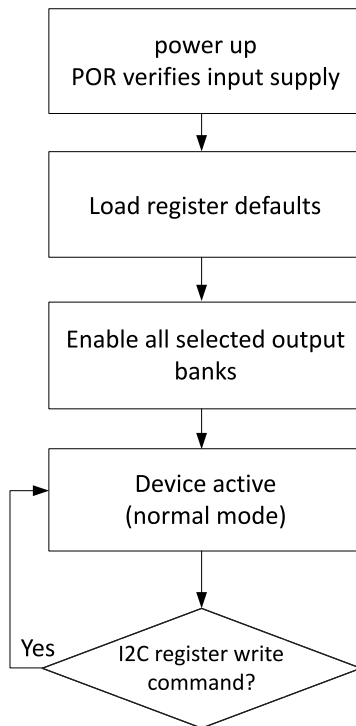 power up
POR verifies input supply
Load register defaults
Enable all selected output
banks
Device active
(normal mode)
Yes
I2C register write
command?